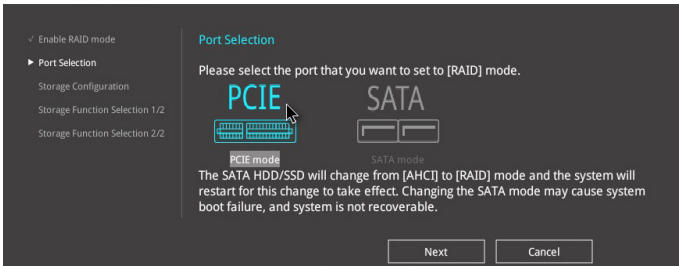 ✓ Enable RAID mode
▶ Port Selection
Storage Configuration
Storage Function Selection 1/2
Storage Function Selection 2/2
Port Selection
Please select the port that you want to set to [RAID] mode.
PCIE
SATA
PCIE mode
SATA mode
The SATA HDD/SSD will change from [AHCI] to [RAID] mode and the system will
restart for this change to take effect. Changing the SATA mode may cause system
boot failure, and system is not recoverable.
Next
Cancel